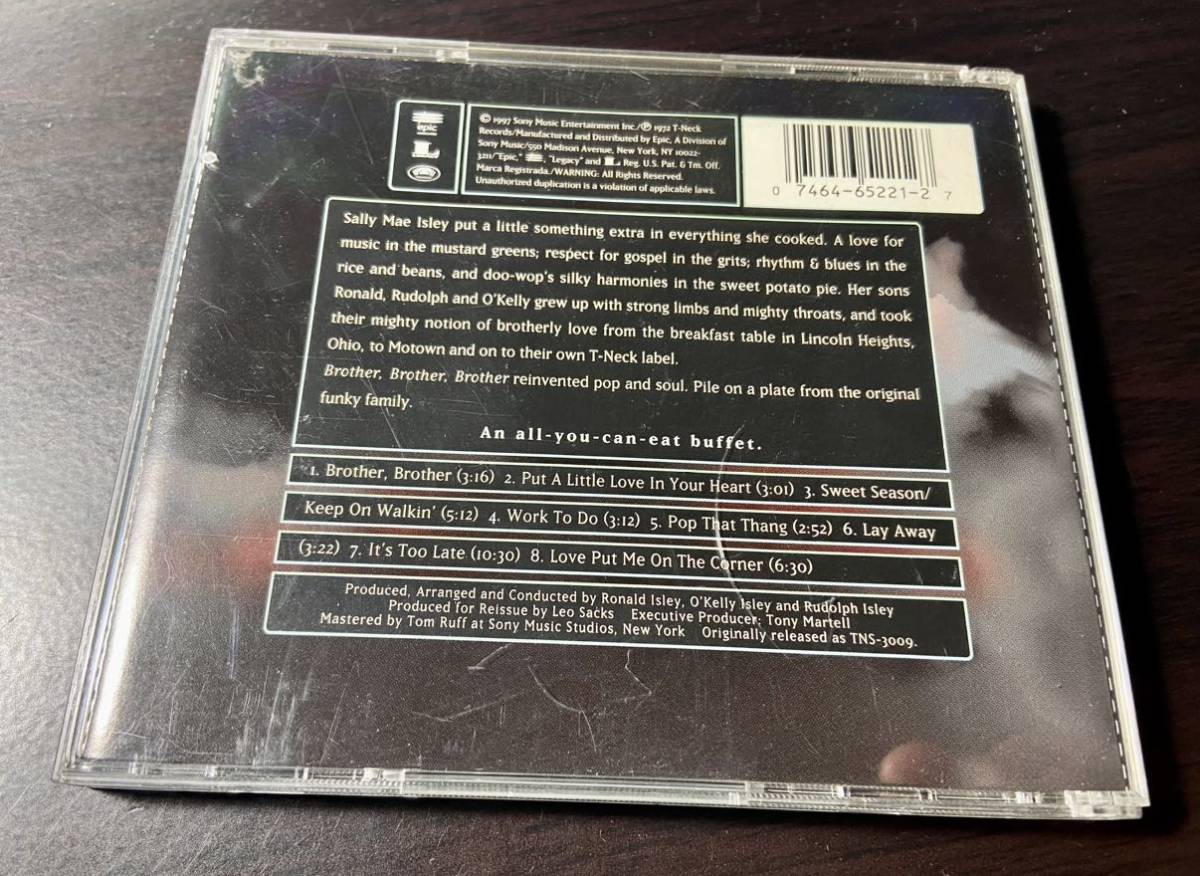 epic
© 1997 Sony Music Entertainment Inc./℗ 1972 T-Neck
Records/Manufactured and Distributed by Epic, A Division of
Sony Music/550 Madison Avenue, New York, NY 10022-
3211/"Epic," "Legacy" and L Reg. U.S. Pat. & Tm. Off.
Marca Registrada./WARNING: All Rights Reserved.
Unauthorized duplication is a violation of applicable laws.
0 7464-65221-2 7
Sally Mae Isley put a little something extra in everything she cooked. A love for
music in the mustard greens; respect for gospel in the grits; rhythm & blues in the
rice and beans, and doo-wop's silky harmonies in the sweet potato pie. Her sons
Ronald, Rudolph and O'Kelly grew up with strong limbs and mighty throats, and took
their mighty notion of brotherly love from the breakfast table in Lincoln Heights,
Ohio, to Motown and on to their own T-Neck label.
Brother, Brother, Brother reinvented pop and soul. Pile on a plate from the original
funky family.
An all-you-can-eat buffet.
1. Brother, Brother (3:16) 2. Put A Little Love In Your Heart (3:01) 3. Sweet Season/
Keep On Walkin' (5:12) 4. Work To Do (3:12) 5. Pop That Thang (2:52) 6. Lay Away
(3:22) 7. It's Too Late (10:30) 8. Love Put Me On The Corner (6:30)
Produced, Arranged and Conducted by Ronald Isley, O'Kelly Isley and Rudolph Isley
Produced for Reissue by Leo Sacks Executive Producer: Tony Martell
Mastered by Tom Ruff at Sony Music Studios, New York Originally released as TNS-3009.